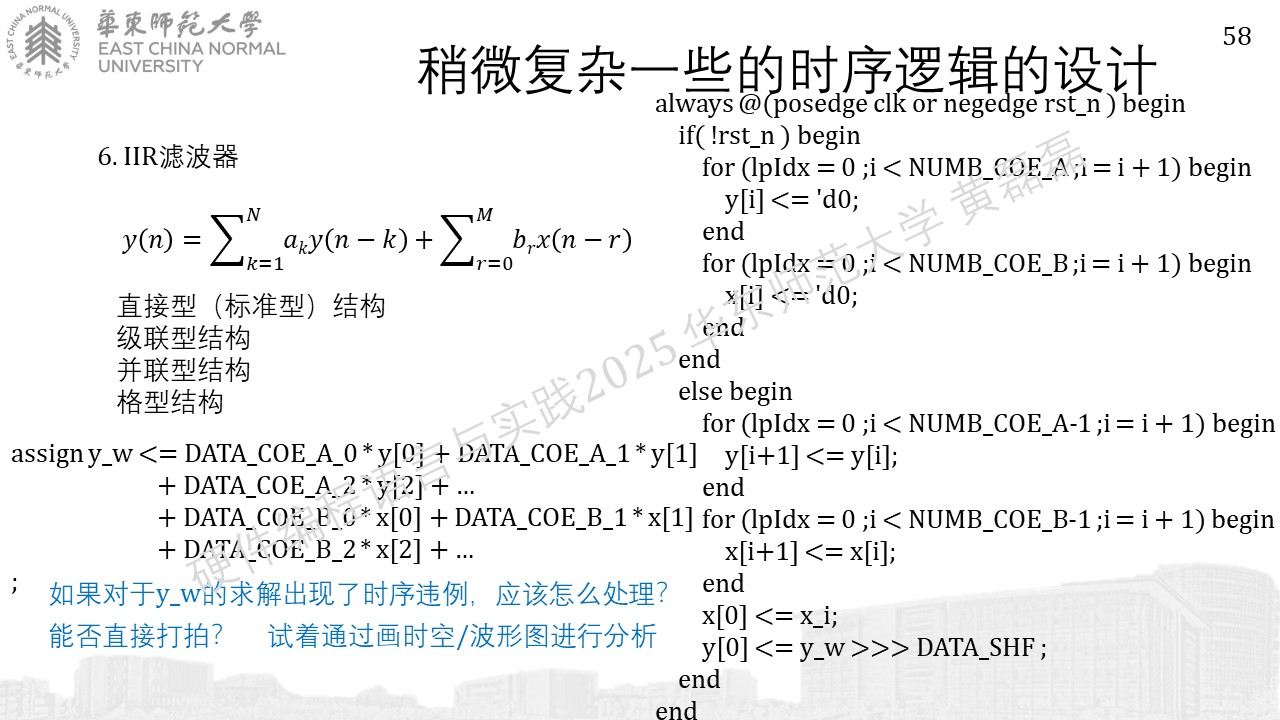 華東師範大學
EAST CHINA NORMAL
UNIVERSITY
58
稍微复杂一些的时序逻辑的设计
6. IIR滤波器
y(n) = ∑_{k=1}^{N} a_k y(n − k) + ∑_{r=0}^{M} b_r x(n − r)
直接型（标准型）结构
级联型结构
并联型结构
格型结构
assign y_w <= DATA_COE_A_0 * y[0] + DATA_COE_A_1 * y[1]
+ DATA_COE_A_2 * y[2] + ...
+ DATA_COE_B_0 * x[0] + DATA_COE_B_1 * x[1]
+ DATA_COE_B_2 * x[2] + ...
;
如果对于y_w的求解出现了时序违例，应该怎么处理？
能否直接打拍？ 试着通过画时空/波形图进行分析
always @(posedge clk or negedge rst_n ) begin
if( !rst_n ) begin
for (lpIdx = 0 ;i < NUMB_COE_A ;i = i + 1) begin
y[i] <= 'd0;
end
for (lpIdx = 0 ;i < NUMB_COE_B ;i = i + 1) begin
x[i] <= 'd0;
end
end
else begin
for (lpIdx = 0 ;i < NUMB_COE_A-1 ;i = i + 1) begin
y[i+1] <= y[i];
end
for (lpIdx = 0 ;i < NUMB_COE_B-1 ;i = i + 1) begin
x[i+1] <= x[i];
end
x[0] <= x_i;
y[0] <= y_w >>> DATA_SHF ;
end
end
硬件编程语言与实践2025 华东师范大学 黄磊磊